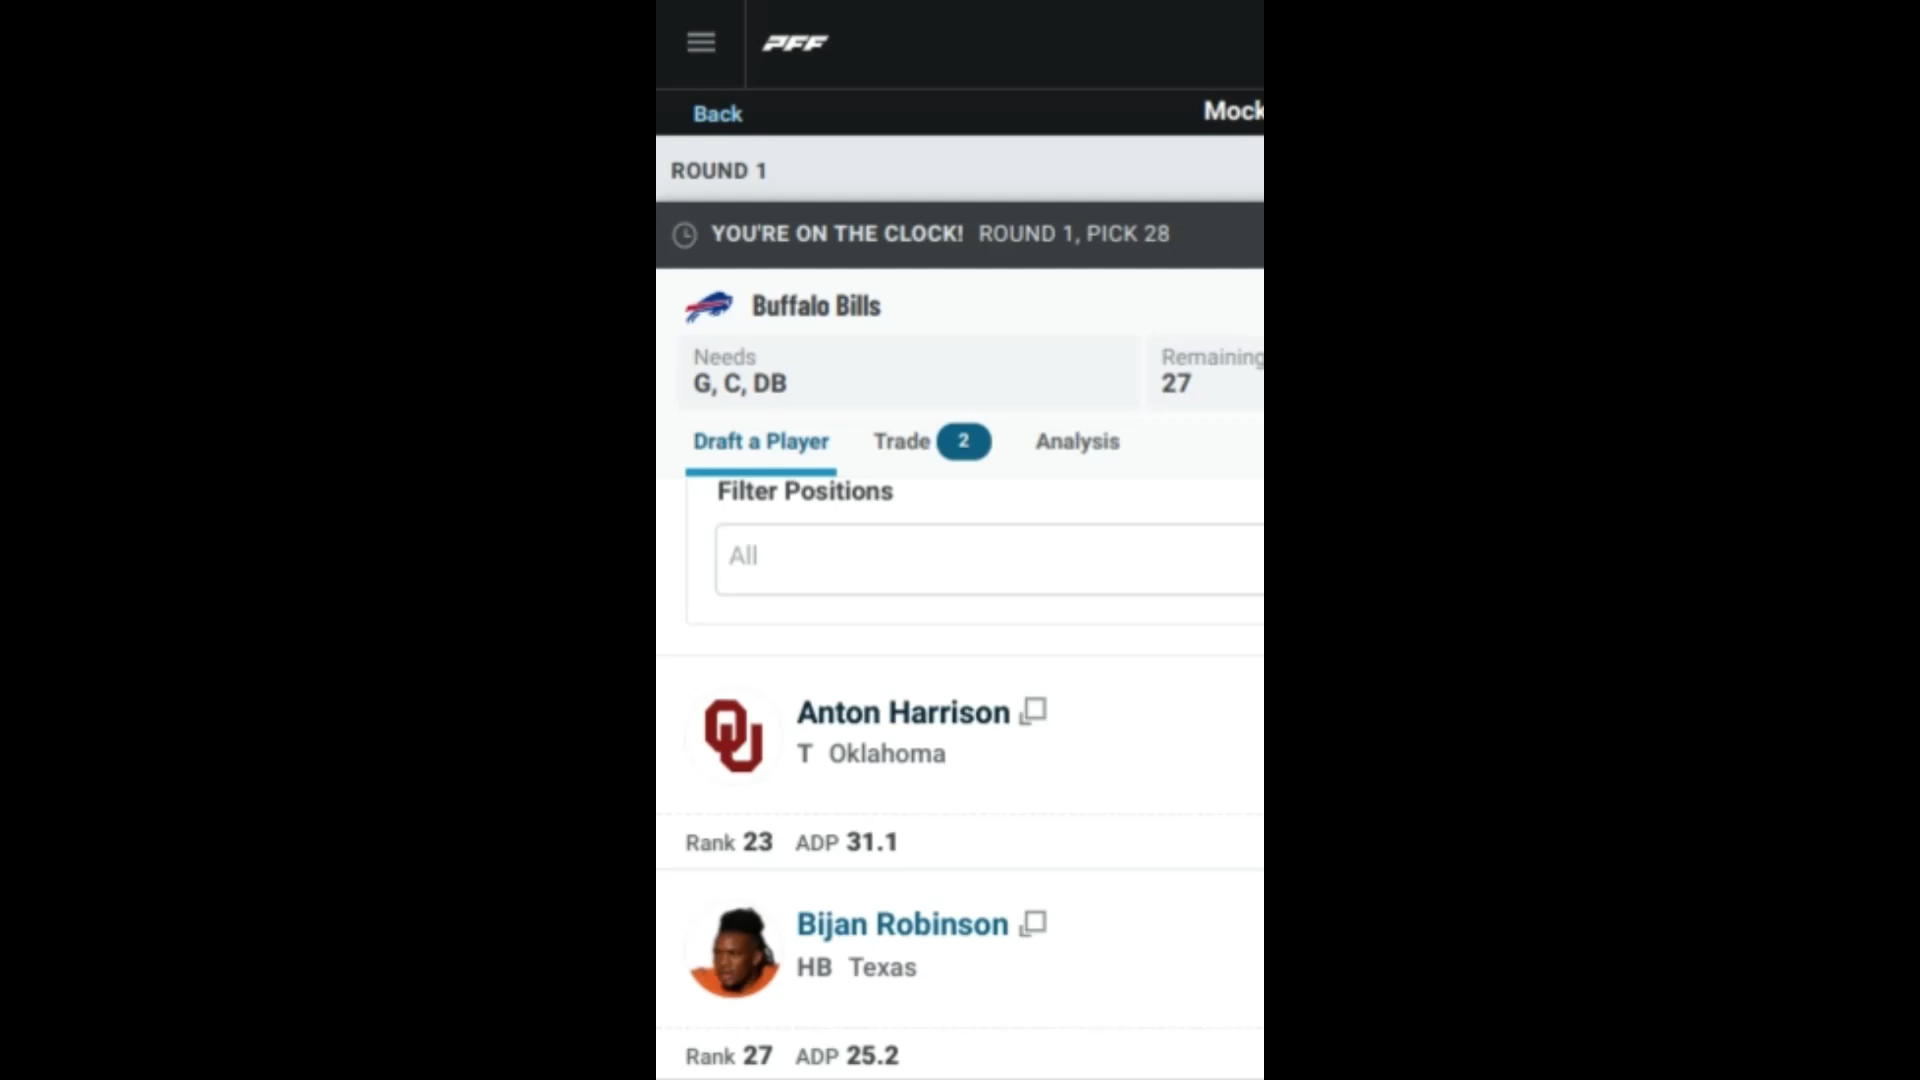 PFF
Back
Mock
ROUND 1
YOU'RE ON THE CLOCK! ROUND 1, PICK 28
Buffalo Bills
Needs
Remaining
G, C, DB
27
Draft a Player
Trade 2
Analysis
Filter Positions
All
OU
Anton Harrison
T Oklahoma
Rank 23 ADP 31.1
Bijan Robinson
HB Texas
Rank 27 ADP 25.2